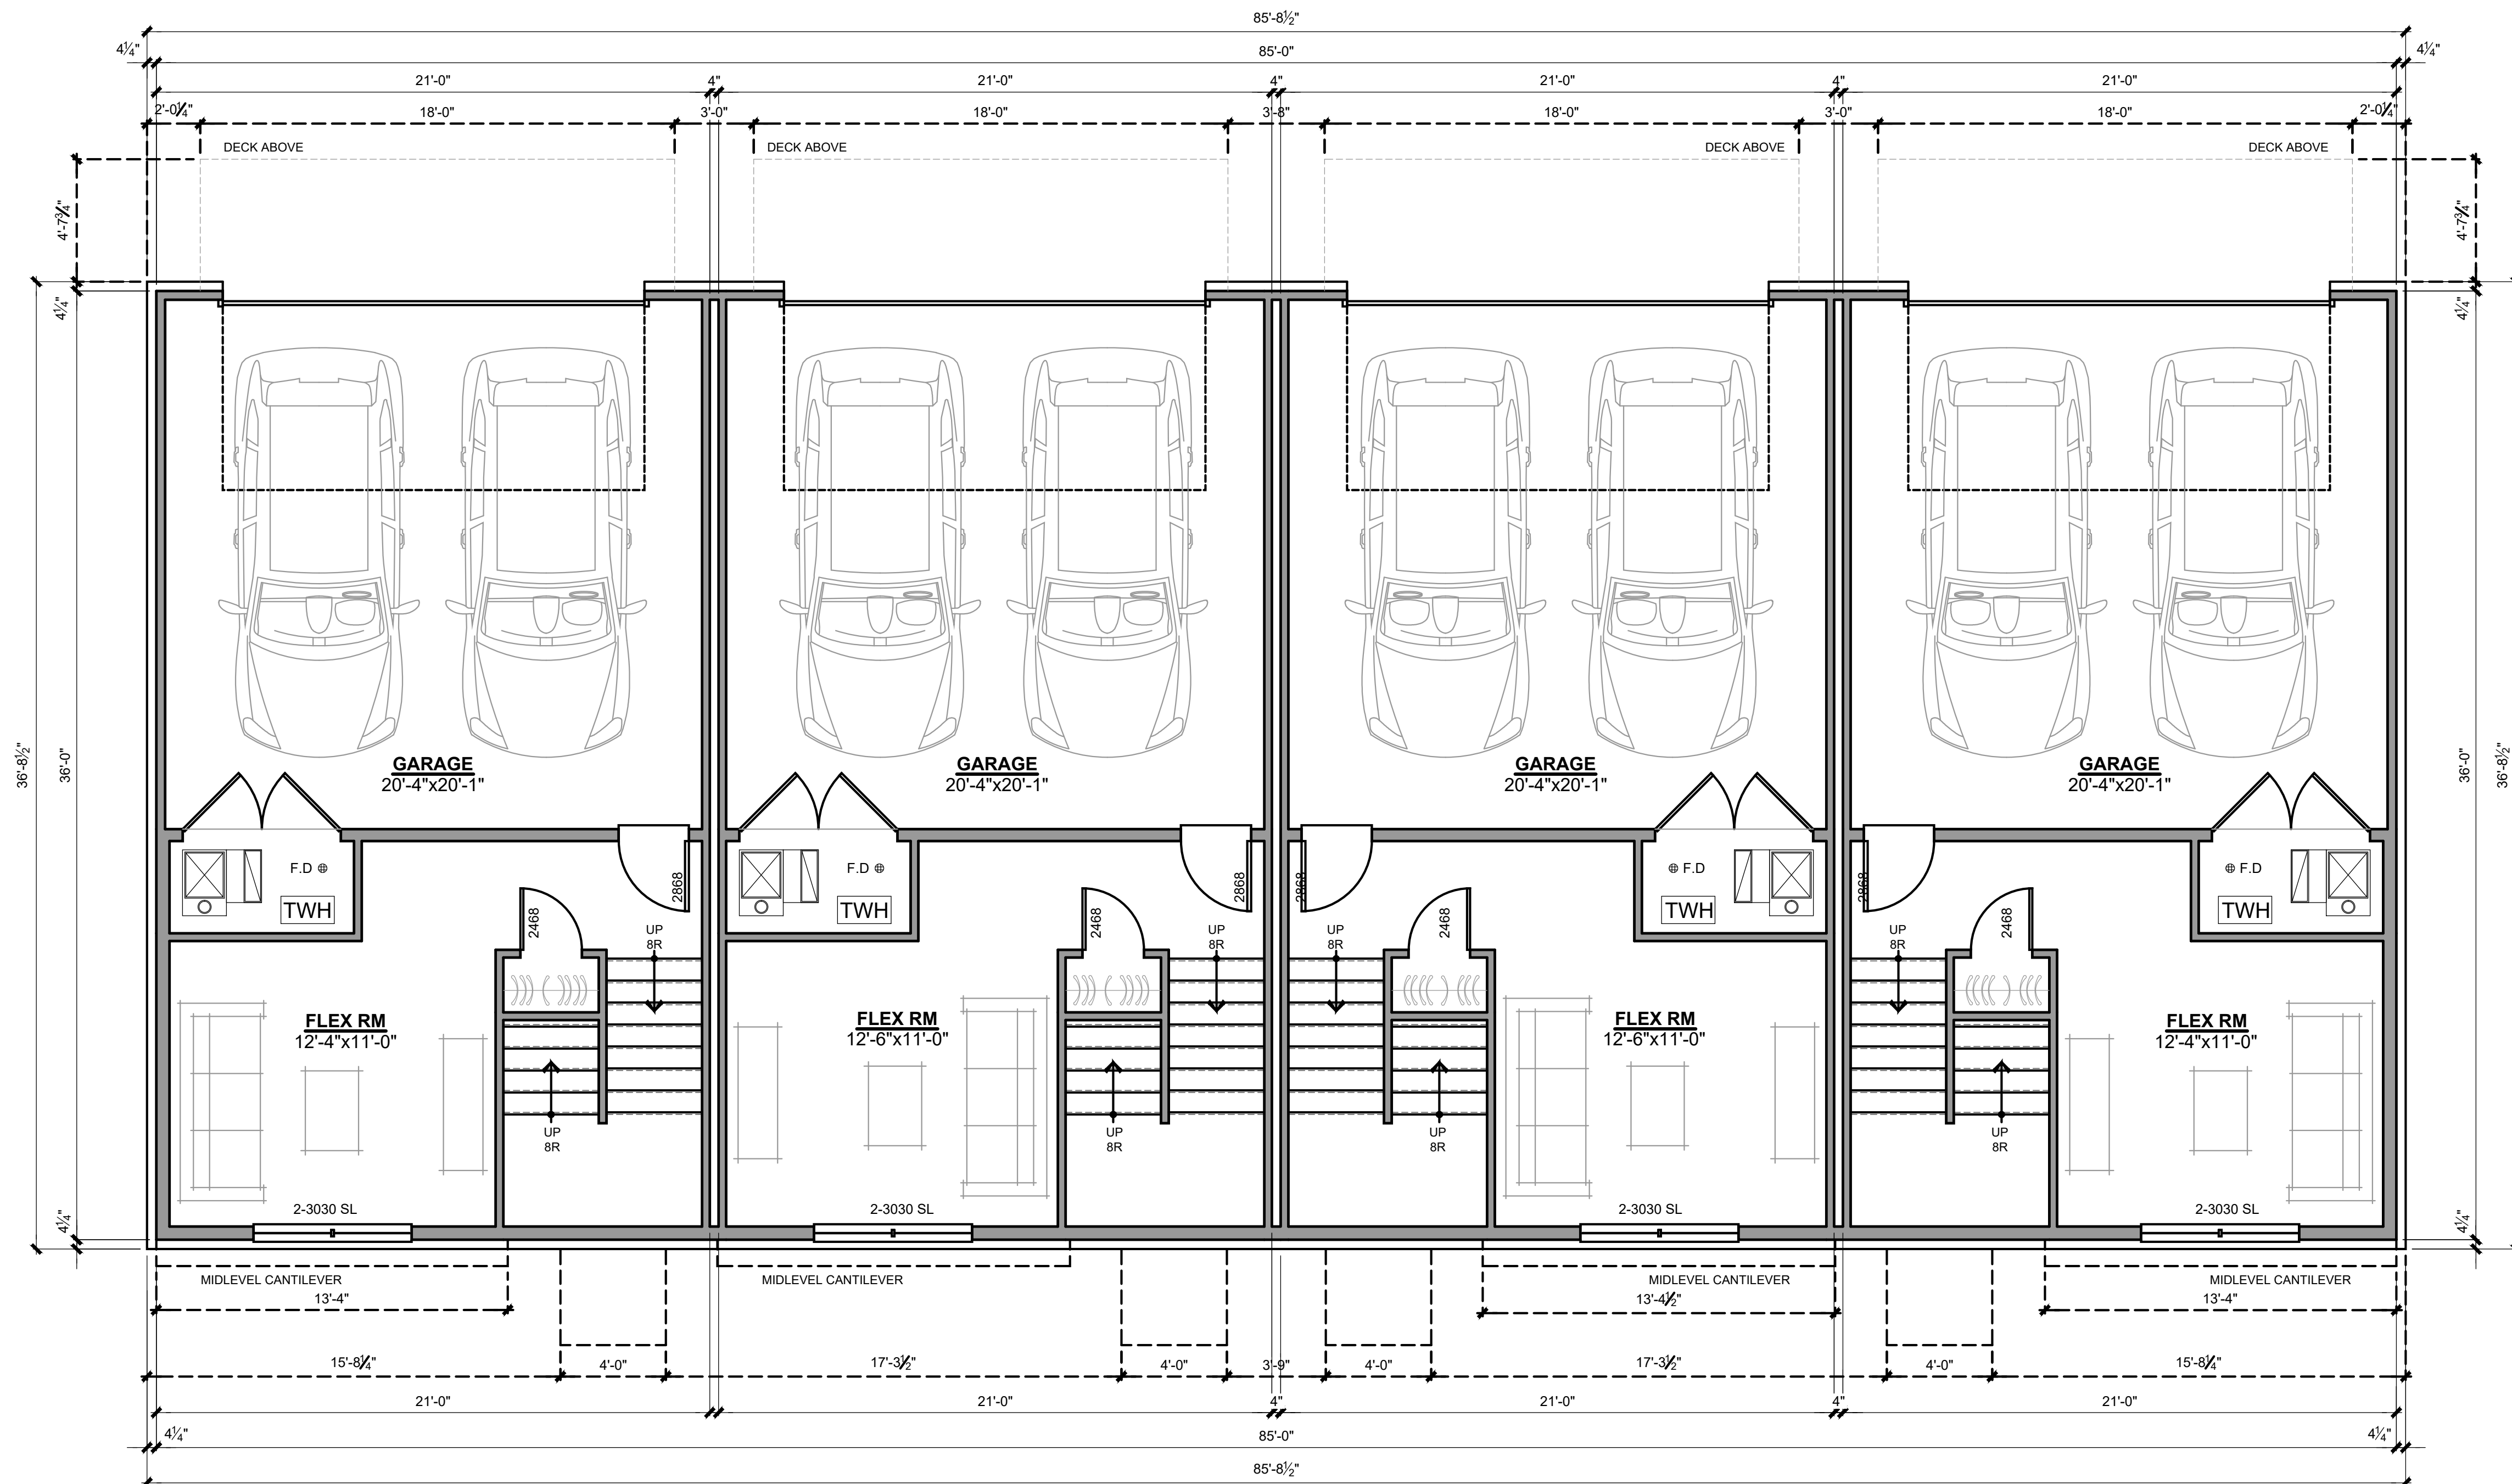 85'-8½"
4¼" 85'-0" 4¼"
21'-0" 4" 21'-0" 4" 21'-0" 4" 21'-0"
2'-0¼" 18'-0" 3'-0" 18'-0" 3'-8" 18'-0" 3'-0" 18'-0" 2'-0¼"
DECK ABOVE DECK ABOVE DECK ABOVE DECK ABOVE
4'-7¾" 4'-7¾"
4¼" 4¼"
36'-8½" 36'-0" 36'-0" 36'-8½"
GARAGE GARAGE GARAGE GARAGE
20'-4"x20'-1" 20'-4"x20'-1" 20'-4"x20'-1" 20'-4"x20'-1"
F.D 2868 F.D 2868 2868 F.D 2868 F.D
TWH TWH TWH TWH
2468 2468 2468 2468
UP UP UP UP
8R 8R 8R 8R
FLEX RM FLEX RM FLEX RM FLEX RM
12'-4"x11'-0" 12'-6"x11'-0" 12'-6"x11'-0" 12'-4"x11'-0"
UP UP UP UP
8R 8R 8R 8R
2-3030 SL 2-3030 SL 2-3030 SL 2-3030 SL
4¼" 4¼"
MIDLEVEL CANTILEVER MIDLEVEL CANTILEVER MIDLEVEL CANTILEVER MIDLEVEL CANTILEVER
13'-4" 13'-4½" 13'-4"
15'-8¼" 4'-0" 17'-3½" 4'-0" 3'-9" 4'-0" 17'-3½" 4'-0" 15'-8¼"
21'-0" 21'-0" 4" 21'-0" 4" 21'-0"
4¼" 85'-0" 4¼"
85'-8½"